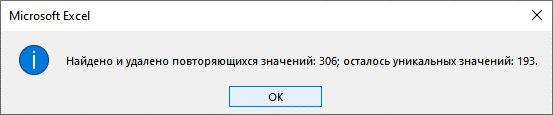 Microsoft Excel
Найдено и удалено повторяющихся значений: 306; осталось уникальных значений: 193.
OK